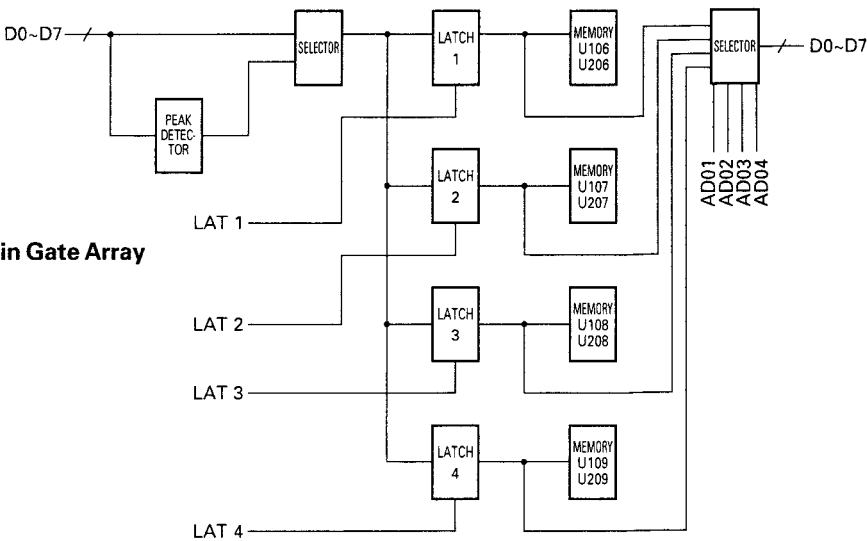 D0~D7
SELECTOR
LATCH
1
MEMORY
U106
U206
SELECTOR
D0~D7
PEAK
DETEC-
TOR
AD01
AD02
AD03
AD04
LATCH
2
MEMORY
U107
U207
LAT 1
in Gate Array
LATCH
3
MEMORY
U108
U208
LAT 2
LAT 3
LATCH
4
MEMORY
U109
U209
LAT 4